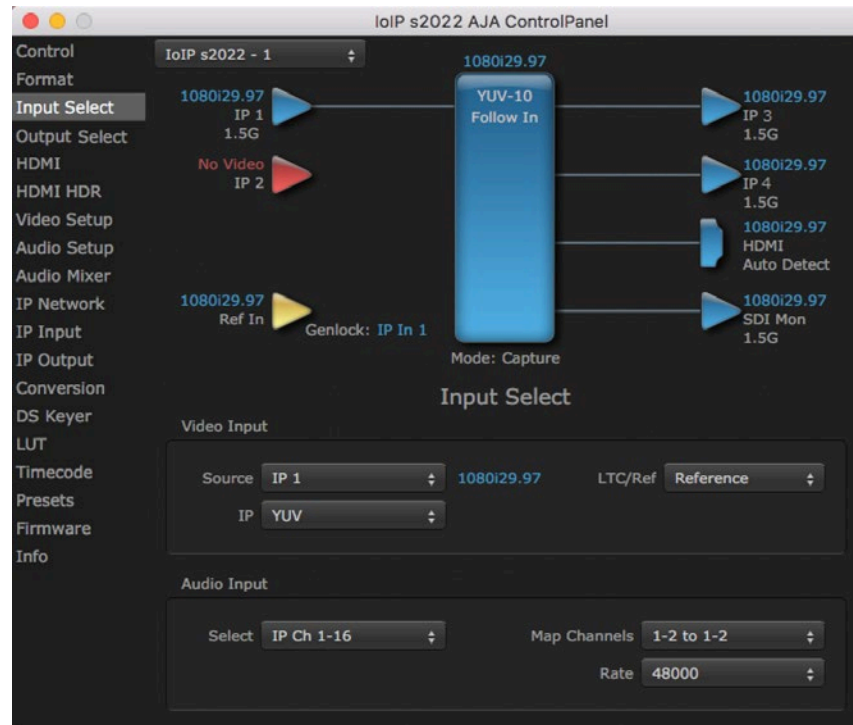 IoIP s2022 AJA ControlPanel
Control
Format
Input Select
Output Select
HDMI
HDMI HDR
Video Setup
Audio Setup
Audio Mixer
IP Network
IP Input
IP Output
Conversion
DS Keyer
LUT
Timecode
Presets
Firmware
Info
IoIP s2022 - 1
1080i29.97
IP 1
1.5G
No Video
IP 2
1080i29.97
Ref In
Genlock: IP In 1
1080i29.97
YUV-10
Follow In
Mode: Capture
1080i29.97
IP 3
1.5G
1080i29.97
IP 4
1.5G
1080i29.97
HDMI
Auto Detect
1080i29.97
SDI Mon
1.5G
Input Select
Video Input
Source IP 1 1080i29.97 LTC/Ref Reference
IP YUV
Audio Input
Select IP Ch 1-16 Map Channels 1-2 to 1-2
Rate 48000